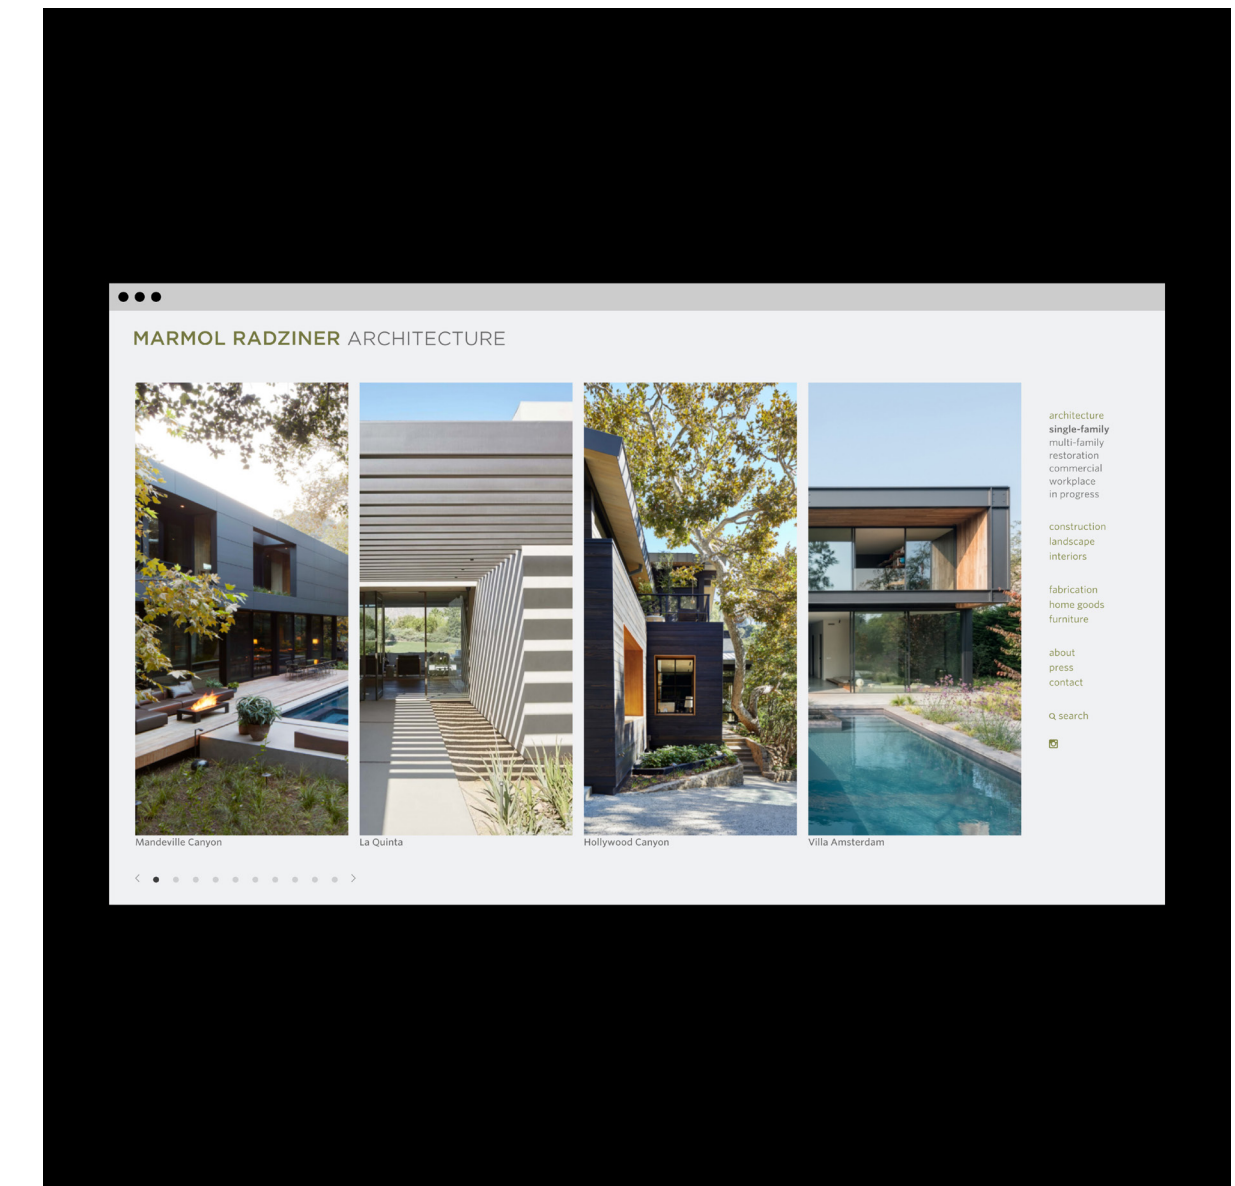 MARMOL RADZINER ARCHITECTURE
Mandeville Canyon
La Quinta
Hollywood Canyon
Villa Amsterdam
architecture
single-family
multi-family
restoration
commercial
workplace
in progress
construction
landscape
interiors
fabrication
home goods
furniture
about
press
contact
search